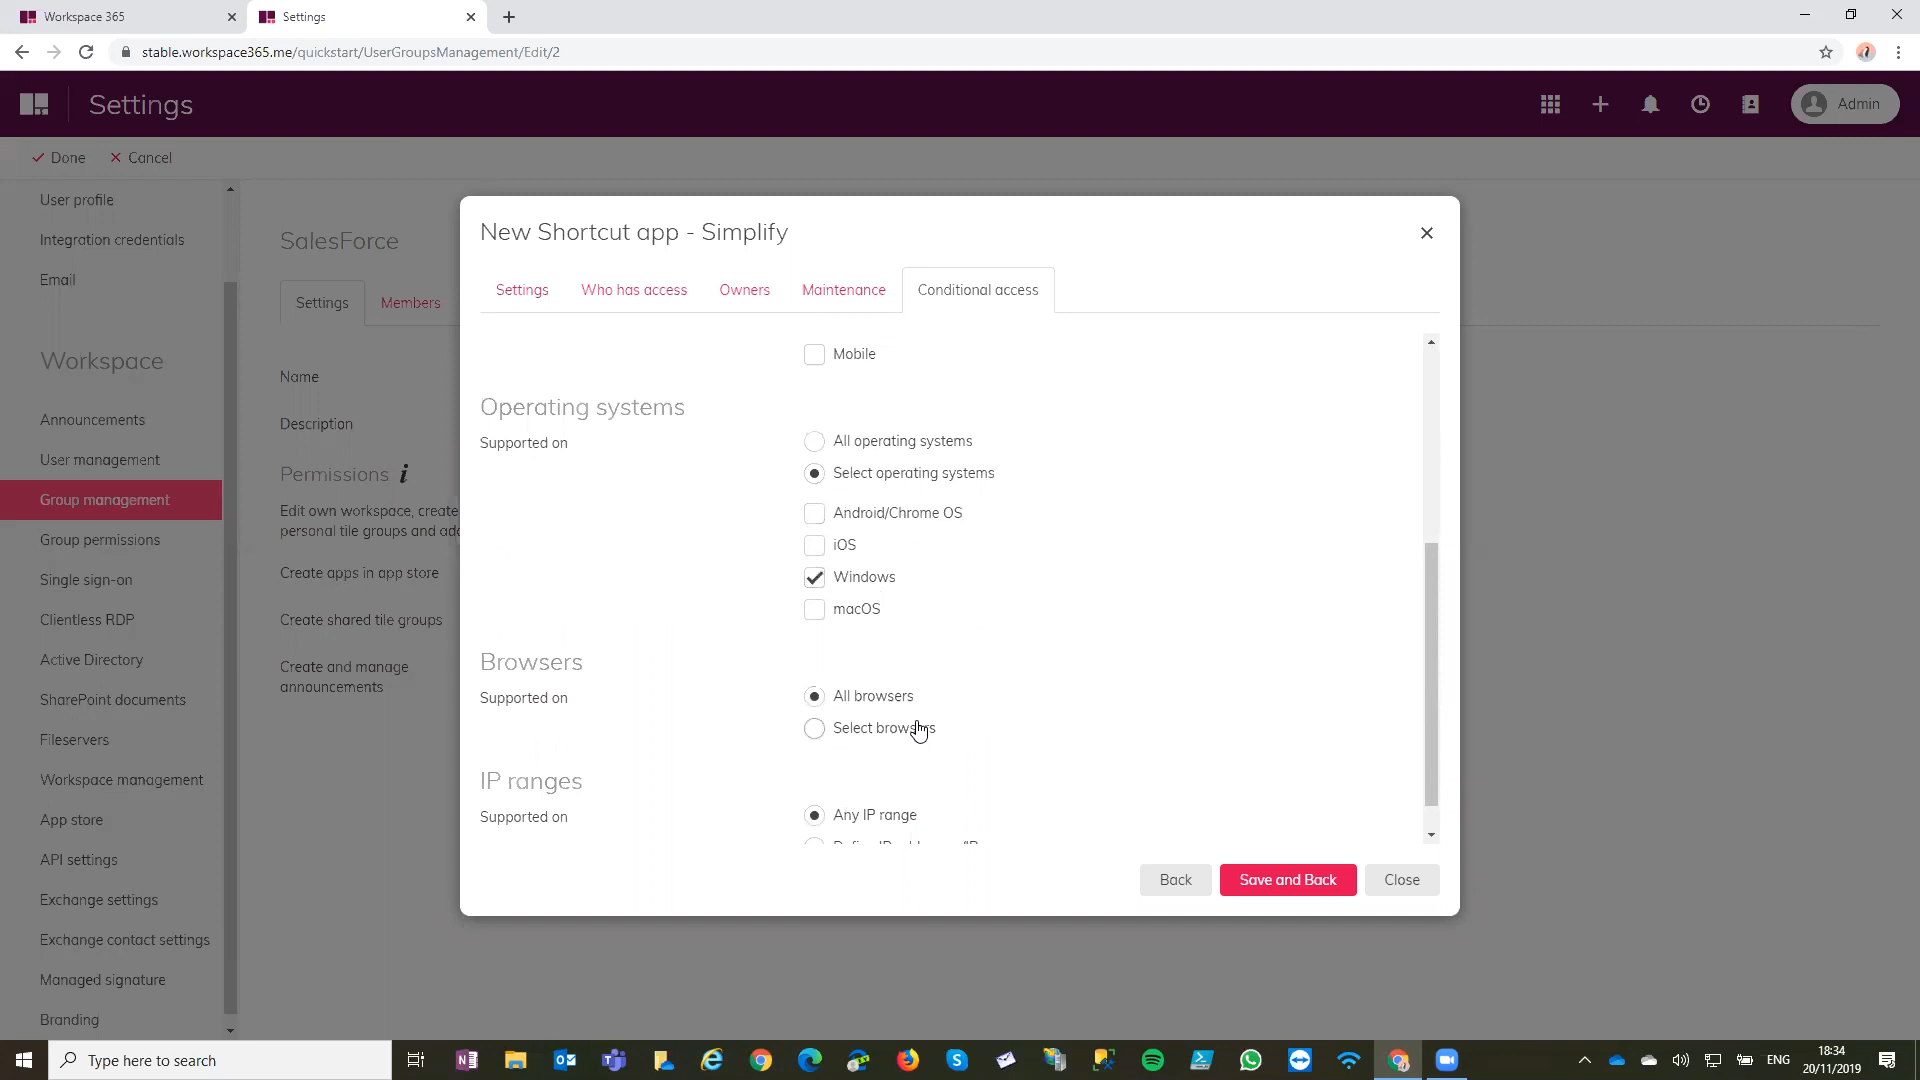 Workspace 365
Settings
stable.workspace365.me/quickstart/UserGroupsManagement/Edit/2
Settings
Admin
Done
Cancel
User profile
Integration credentials
Email
Workspace
Announcements
User management
Group management
Group permissions
Single sign-on
Clientless RDP
Active Directory
SharePoint documents
Fileservers
Workspace management
App store
API settings
Exchange settings
Exchange contact settings
Managed signature
Branding
SalesForce
Settings
Members
Name
Description
Permissions i
Edit own workspace, create
personal tile groups and
Create apps in app store
Create shared tile groups
Create and manage
announcements
New Shortcut app - Simplify
Settings
Who has access
Owners
Maintenance
Conditional access
Mobile
Operating systems
Supported on
All operating systems
Select operating systems
Android/Chrome OS
iOS
Windows
macOS
Browsers
Supported on
All browsers
Select browsers
IP ranges
Supported on
Any IP range
Back
Save and Back
Close
Type here to search
ENG
18:34
20/11/2019